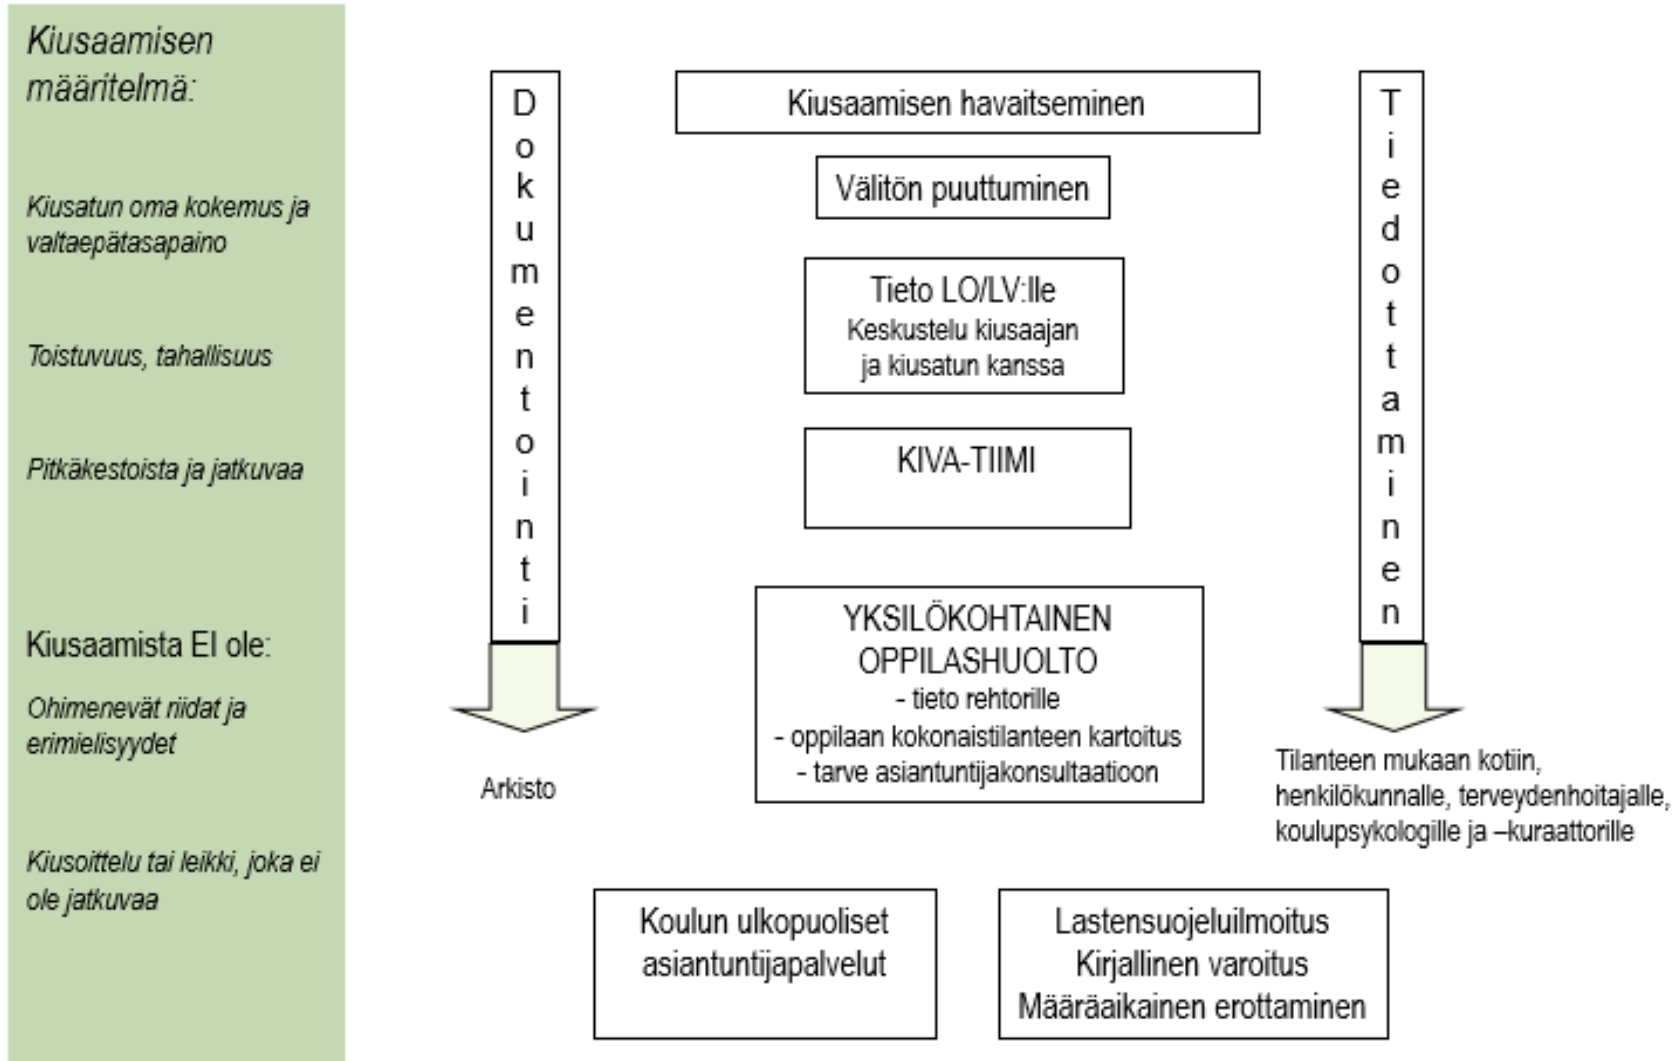 Kiusaamisen
määritelmä:
Kiusatun oma kokemus ja
valtaepätasapaino
Toistuvuus, tahallisuus
Pitkäkestoista ja jatkuvaa
Kiusaamista EI ole:
Ohimenevät riidat ja
erimielisyydet
Kiusoittelu tai leikki, joka ei
ole jatkuvaa
Dokumentointi
Arkisto
Kiusaamisen havaitseminen
Välitön puuttuminen
Tieto LO/LV:lle
Keskustelu kiusaajan
ja kiusatun kanssa
KIVA-TIIMI
YKSILÖKOHTAINEN
OPPILASHUOLTO
- tieto rehtorille
- oppilaan kokonaistilanteen kartoitus
- tarve asiantuntijakonsultaatioon
Koulun ulkopuoliset
asiantuntijapalvelut
Lastensuojeluilmoitus
Kirjallinen varoitus
Määräaikainen erottaminen
Tiedottaminen
Tilanteen mukaan kotiin,
henkilökunnalle, terveydenhoitajalle,
koulupsykologille ja –kuraattorille